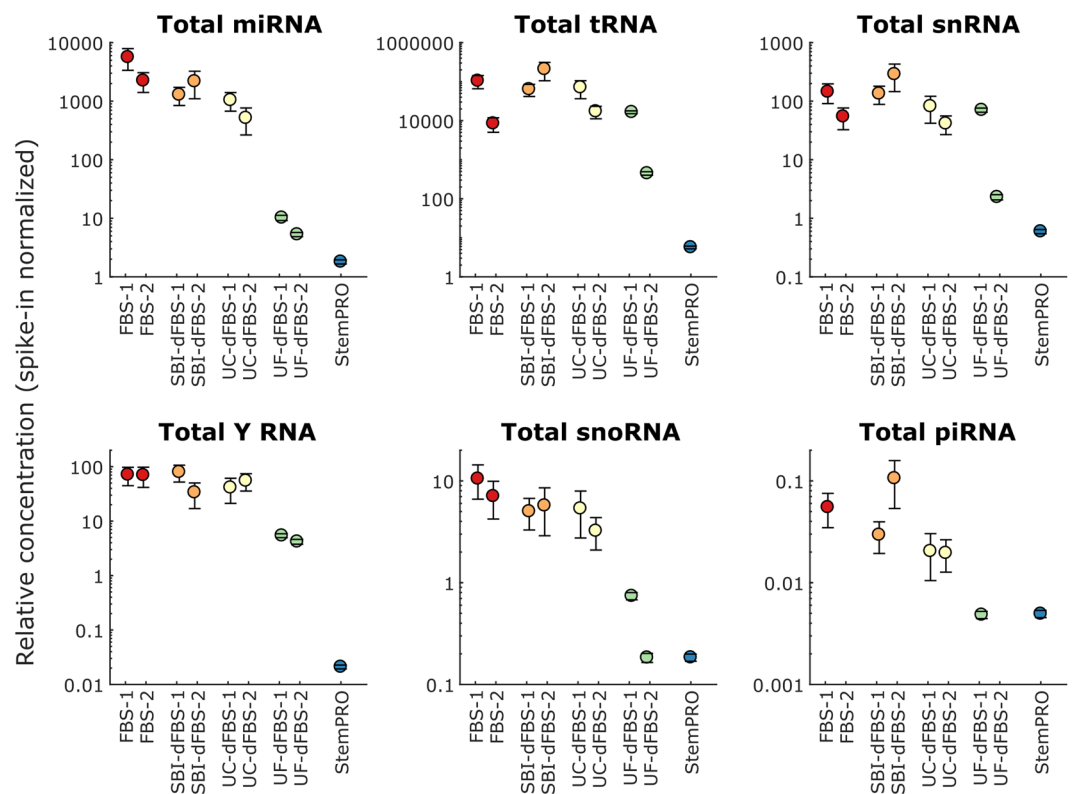 Relative concentration (spike-in normalized)
Total miRNA
10000
1000
100
10
1
FBS-1
FBS-2
SBI-dFBS-1
SBI-dFBS-2
UC-dFBS-1
UC-dFBS-2
UF-dFBS-1
UF-dFBS-2
StemPRO
Total tRNA
1000000
10000
100
1
FBS-1
FBS-2
SBI-dFBS-1
SBI-dFBS-2
UC-dFBS-1
UC-dFBS-2
UF-dFBS-1
UF-dFBS-2
StemPRO
Total snRNA
1000
100
10
1
0.1
FBS-1
FBS-2
SBI-dFBS-1
SBI-dFBS-2
UC-dFBS-1
UC-dFBS-2
UF-dFBS-1
UF-dFBS-2
StemPRO
Total Y RNA
100
10
1
0.1
0.01
FBS-1
FBS-2
SBI-dFBS-1
SBI-dFBS-2
UC-dFBS-1
UC-dFBS-2
UF-dFBS-1
UF-dFBS-2
StemPRO
Total snoRNA
10
1
0.1
FBS-1
FBS-2
SBI-dFBS-1
SBI-dFBS-2
UC-dFBS-1
UC-dFBS-2
UF-dFBS-1
UF-dFBS-2
StemPRO
Total piRNA
0.1
0.01
0.001
FBS-1
FBS-2
SBI-dFBS-1
SBI-dFBS-2
UC-dFBS-1
UC-dFBS-2
UF-dFBS-1
UF-dFBS-2
StemPRO